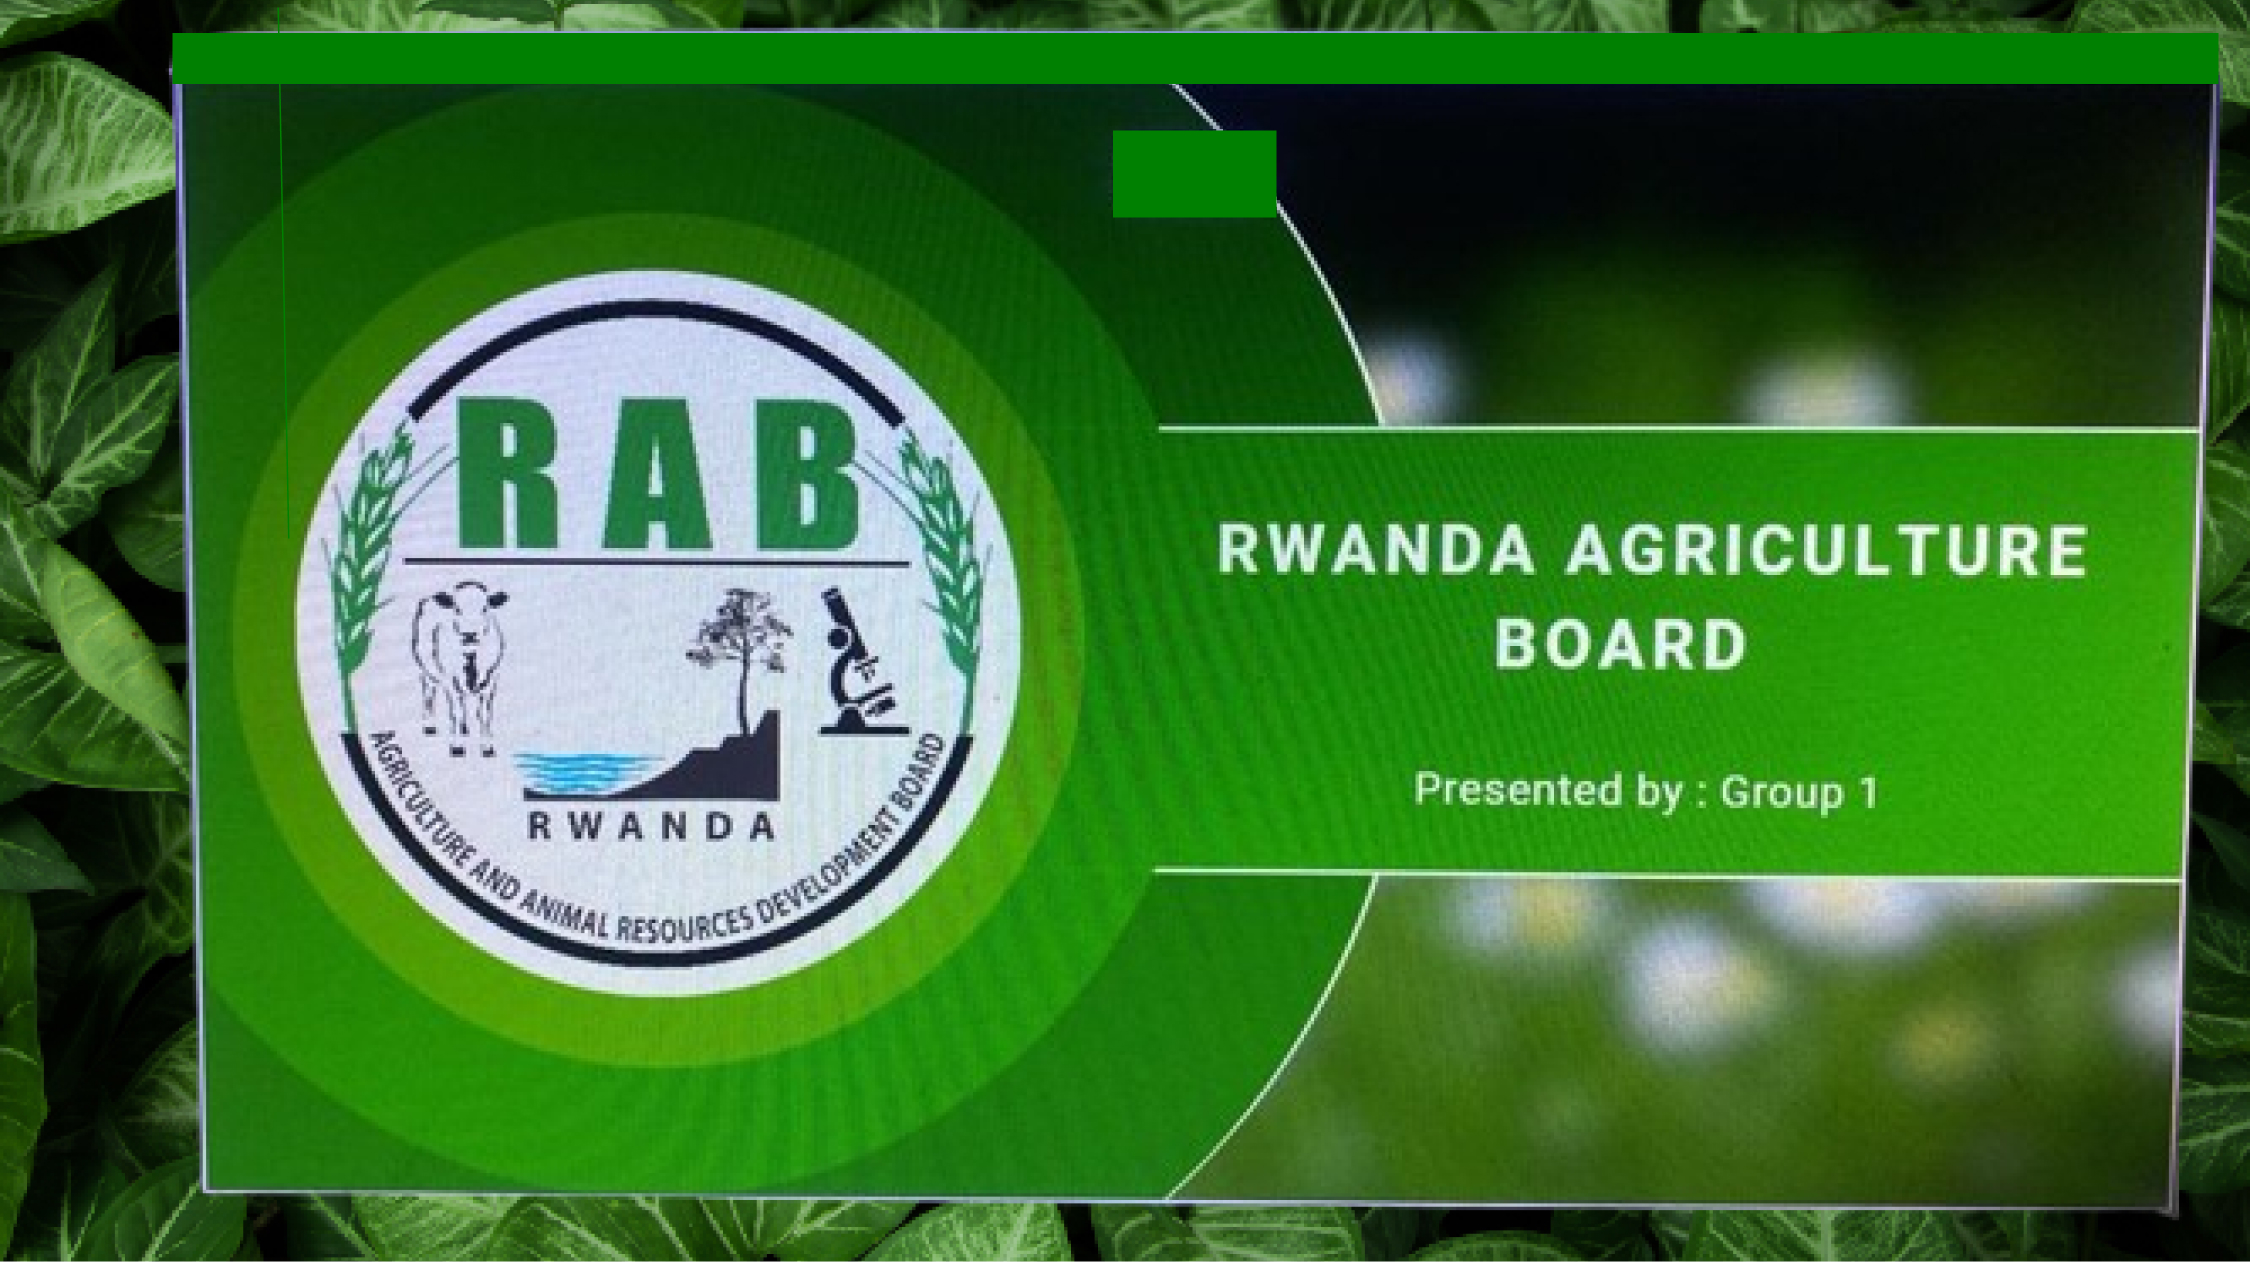 RAB
RWANDA
AGRICULTURE AND ANIMAL RESOURCES DEVELOPMENT BOARD
RWANDA AGRICULTURE
BOARD
Presented by : Group 1